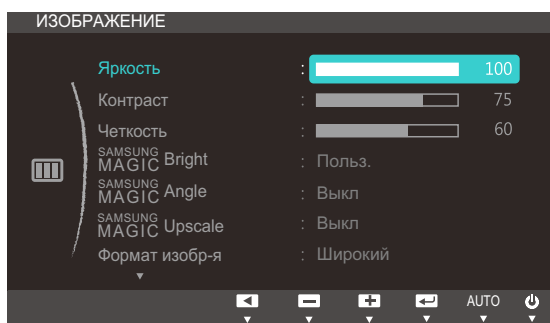 ИЗОБРАЖЕНИЕ
Яркость : 100
Контраст : 75
Четкость : 60
SAMSUNG MAGIC Bright : Польз.
SAMSUNG MAGIC Angle : Выкл
SAMSUNG MAGIC Upscale : Выкл
Формат изобр-я : Широкий
AUTO